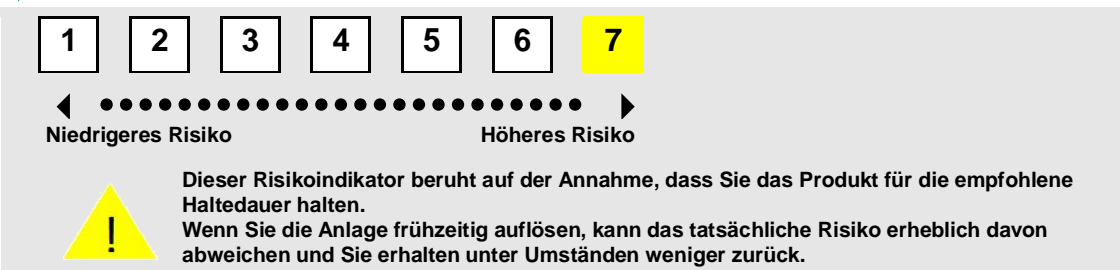 1 2 3 4 5 6 7
Niedrigeres Risiko Höheres Risiko
Dieser Risikoindikator beruht auf der Annahme, dass Sie das Produkt für die empfohlene
Haltedauer halten.
! Wenn Sie die Anlage frühzeitig auflösen, kann das tatsächliche Risiko erheblich davon
abweichen und Sie erhalten unter Umständen weniger zurück.